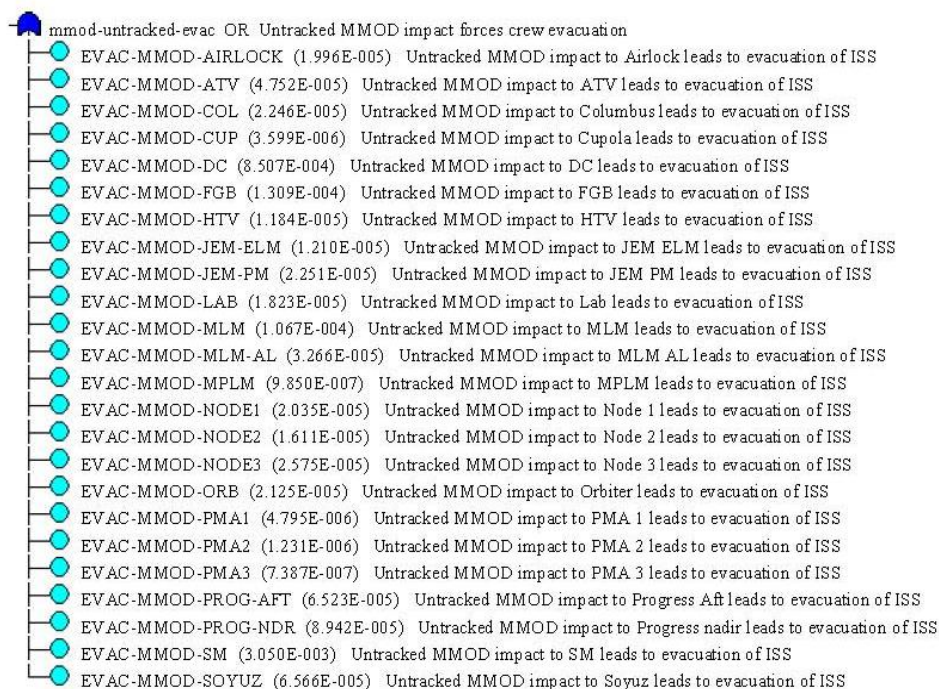 mmod-untracked-evac OR Untracked MMOD impact forces crew evacuation
EVAC-MMOD-AIRLOCK (1.996E-005) Untracked MMOD impact to Airlock leads to evacuation of ISS
EVAC-MMOD-ATV (4.752E-005) Untracked MMOD impact to ATV leads to evacuation of ISS
EVAC-MMOD-COL (2.246E-005) Untracked MMOD impact to Columbus leads to evacuation of ISS
EVAC-MMOD-CUP (3.599E-006) Untracked MMOD impact to Cupola leads to evacuation of ISS
EVAC-MMOD-DC (8.507E-004) Untracked MMOD impact to DC leads to evacuation of ISS
EVAC-MMOD-FGB (1.309E-004) Untracked MMOD impact to FGB leads to evacuation of ISS
EVAC-MMOD-HTV (1.184E-005) Untracked MMOD impact to HTV leads to evacuation of ISS
EVAC-MMOD-JEM-ELM (1.210E-005) Untracked MMOD impact to JEM ELM leads to evacuation of ISS
EVAC-MMOD-JEM-PM (2.251E-005) Untracked MMOD impact to JEM PM leads to evacuation of ISS
EVAC-MMOD-LAB (1.823E-005) Untracked MMOD impact to Lab leads to evacuation of ISS
EVAC-MMOD-MLM (1.067E-004) Untracked MMOD impact to MLM leads to evacuation of ISS
EVAC-MMOD-MLM-AL (3.266E-005) Untracked MMOD impact to MLM AL leads to evacuation of ISS
EVAC-MMOD-MPLM (9.850E-007) Untracked MMOD impact to MPLM leads to evacuation of ISS
EVAC-MMOD-NODE1 (2.035E-005) Untracked MMOD impact to Node 1 leads to evacuation of ISS
EVAC-MMOD-NODE2 (1.611E-005) Untracked MMOD impact to Node 2 leads to evacuation of ISS
EVAC-MMOD-NODE3 (2.575E-005) Untracked MMOD impact to Node 3 leads to evacuation of ISS
EVAC-MMOD-ORB (2.125E-005) Untracked MMOD impact to Orbiter leads to evacuation of ISS
EVAC-MMOD-PMA1 (4.795E-006) Untracked MMOD impact to PMA 1 leads to evacuation of ISS
EVAC-MMOD-PMA2 (1.231E-006) Untracked MMOD impact to PMA 2 leads to evacuation of ISS
EVAC-MMOD-PMA3 (7.387E-007) Untracked MMOD impact to PMA 3 leads to evacuation of ISS
EVAC-MMOD-PROG-AFT (6.523E-005) Untracked MMOD impact to Progress Aft leads to evacuation of ISS
EVAC-MMOD-PROG-NDR (8.942E-005) Untracked MMOD impact to Progress nadir leads to evacuation of ISS
EVAC-MMOD-SM (3.050E-003) Untracked MMOD impact to SM leads to evacuation of ISS
EVAC-MMOD-SOYUZ (6.566E-005) Untracked MMOD impact to Soyuz leads to evacuation of ISS